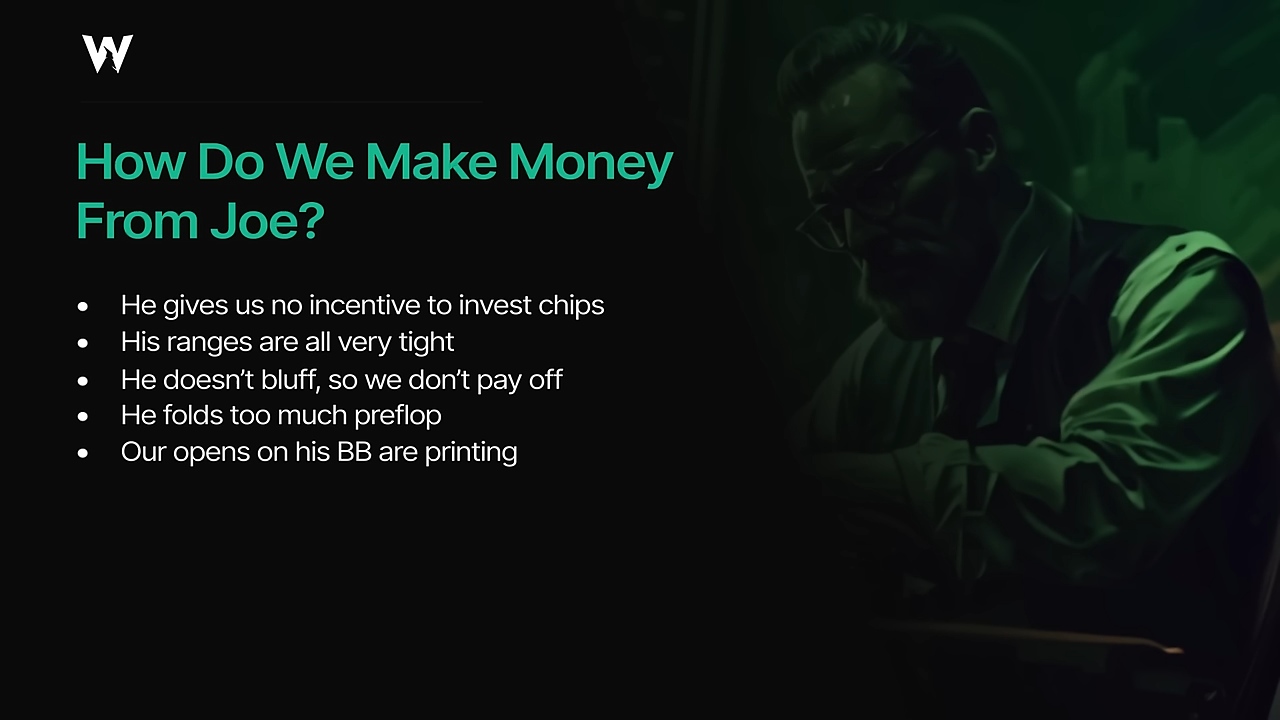 W
How Do We Make Money
From Joe?
• He gives us no incentive to invest chips
• His ranges are all very tight
• He doesn’t bluff, so we don’t pay off
• He folds too much preflop
• Our opens on his BB are printing